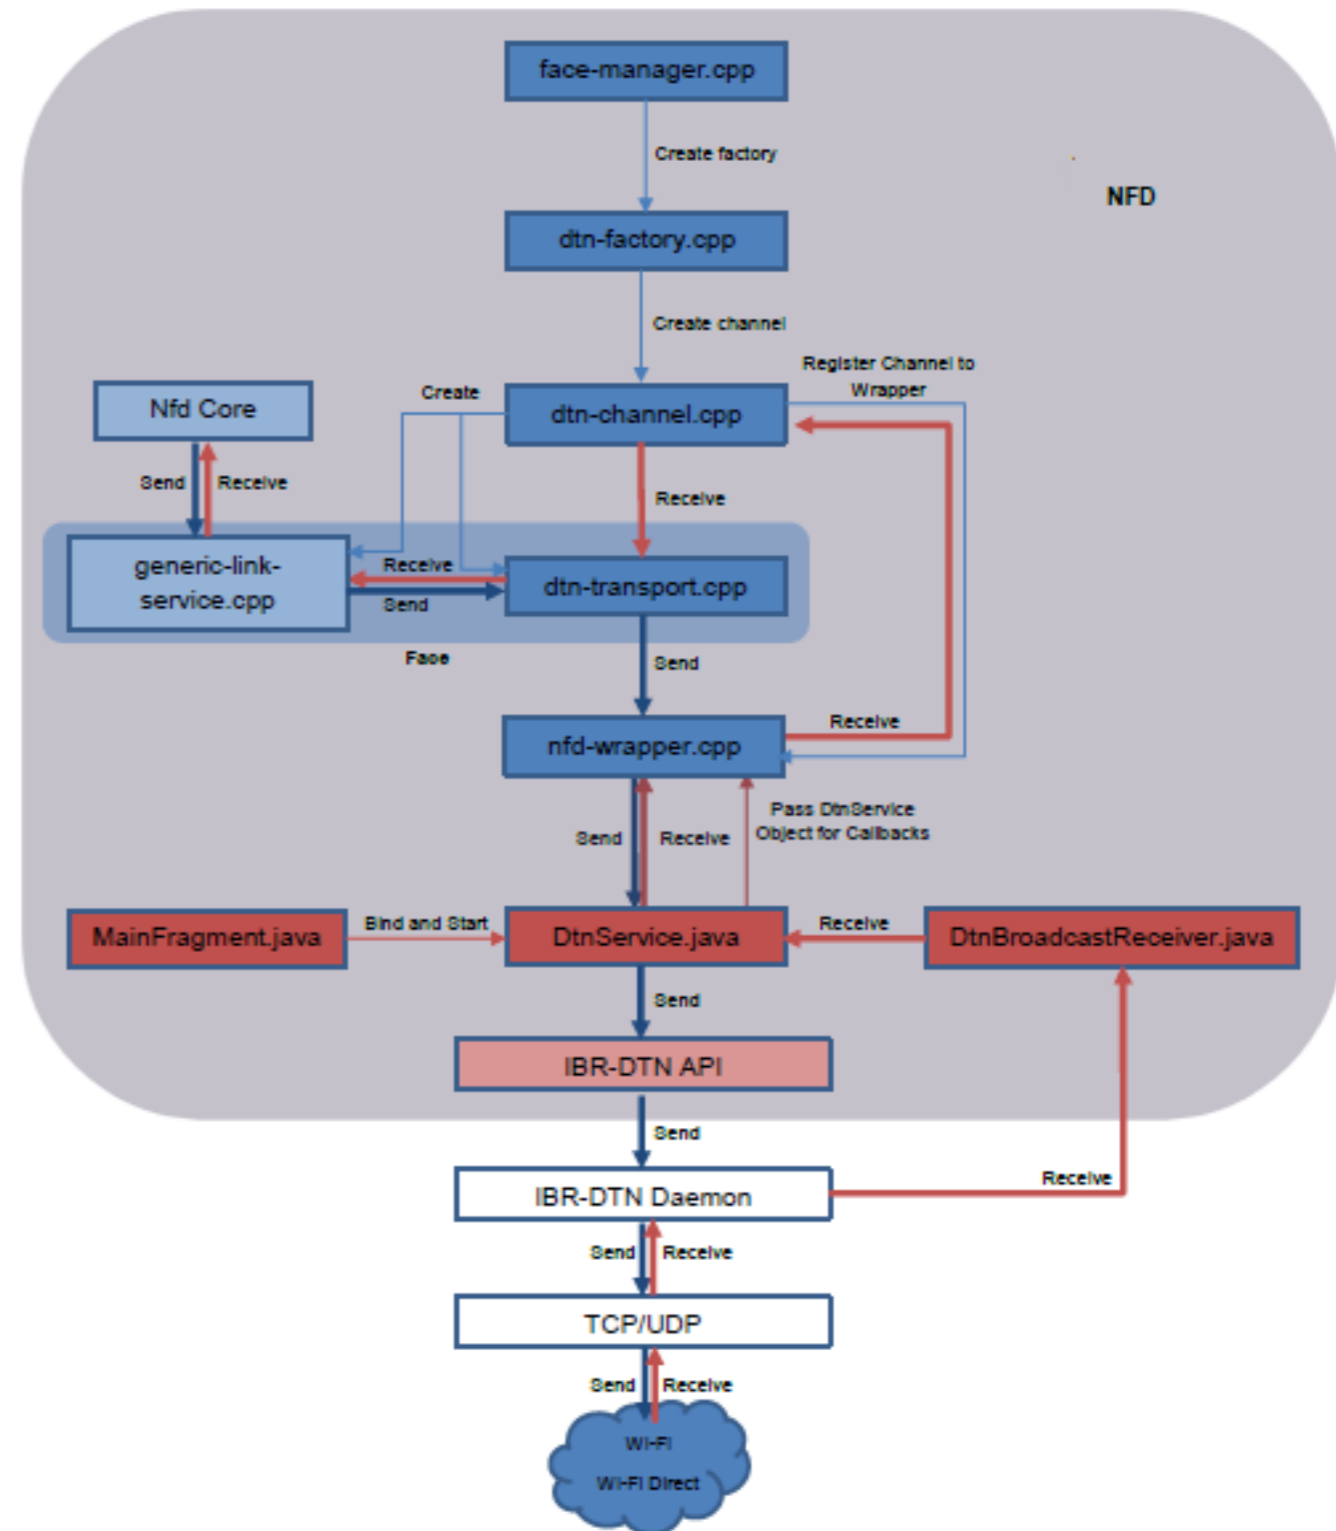 face-manager.cpp
Create factory
NFD
dtn-factory.cpp
Create channel
Register Channel to
Wrapper
Nfd Core
Create
dtn-channel.cpp
Send
Receive
Receive
generic-link-
service.cpp
Receive
Send
dtn-transport.cpp
Face
Send
nfd-wrapper.cpp
Receive
Send
Receive
Pass DtnService
Object for Callbacks
MainFragment.java
Bind and Start
DtnService.java
Receive
DtnBroadcastReceiver.java
Send
IBR-DTN API
Send
IBR-DTN Daemon
Receive
Send
Receive
TCP/UDP
Send
Receive
Wi-Fi
Wi-Fi Direct